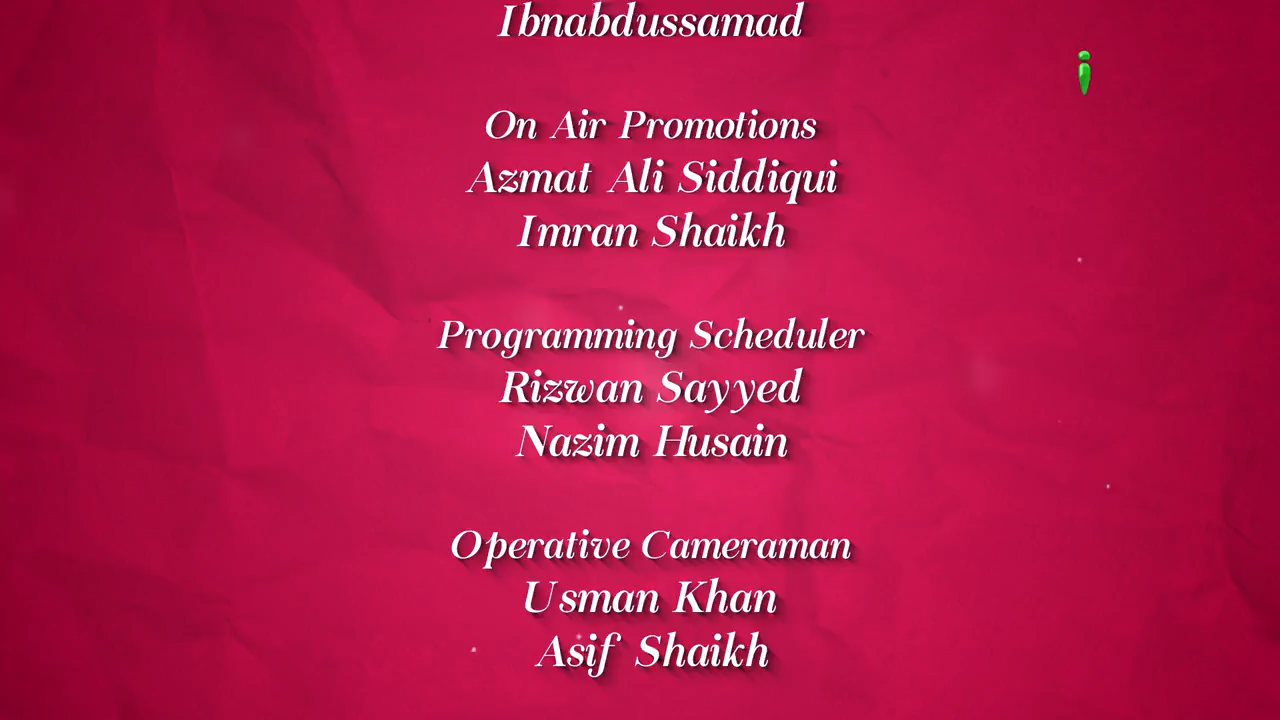 Ibnabdussamad
On Air Promotions
Azmat Ali Siddiqui
Imran Shaikh
Programming Scheduler
Rizwan Sayyed
Nazim Husain
Operative Cameraman
Usman Khan
Asif Shaikh